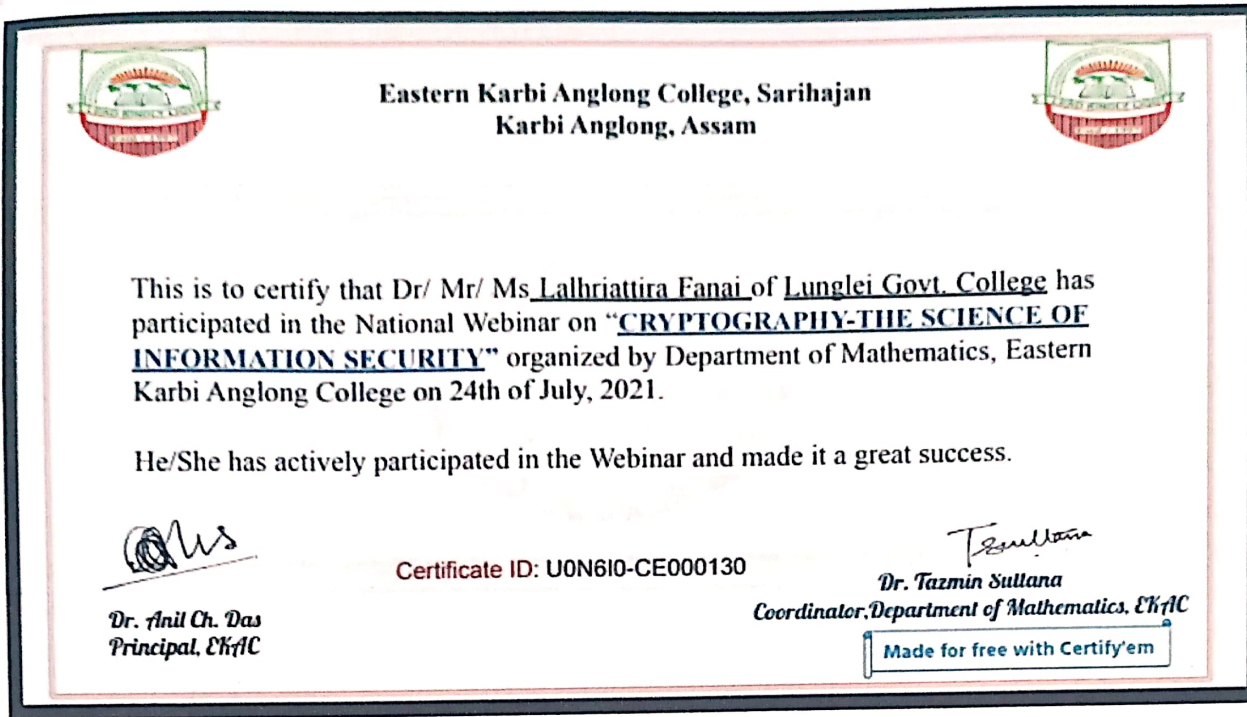 Eastern Karbi Anglong College, Sarihajan
Karbi Anglong, Assam
This is to certify that Dr/ Mr/ Ms Lalhriattira Fanai of Lunglei Govt. College has
participated in the National Webinar on “CRYPTOGRAPHY-THE SCIENCE OF
INFORMATION SECURITY” organized by Department of Mathematics, Eastern
Karbi Anglong College on 24th of July, 2021.
He/She has actively participated in the Webinar and made it a great success.
Tsultana
Certificate ID: U0N6I0-CE000130
Dr. Anil Ch. Das
Principal, EKAC
Dr. Tazmin Sultana
Coordinator,Department of Mathematics, EKAC
Made for free with Certify'em